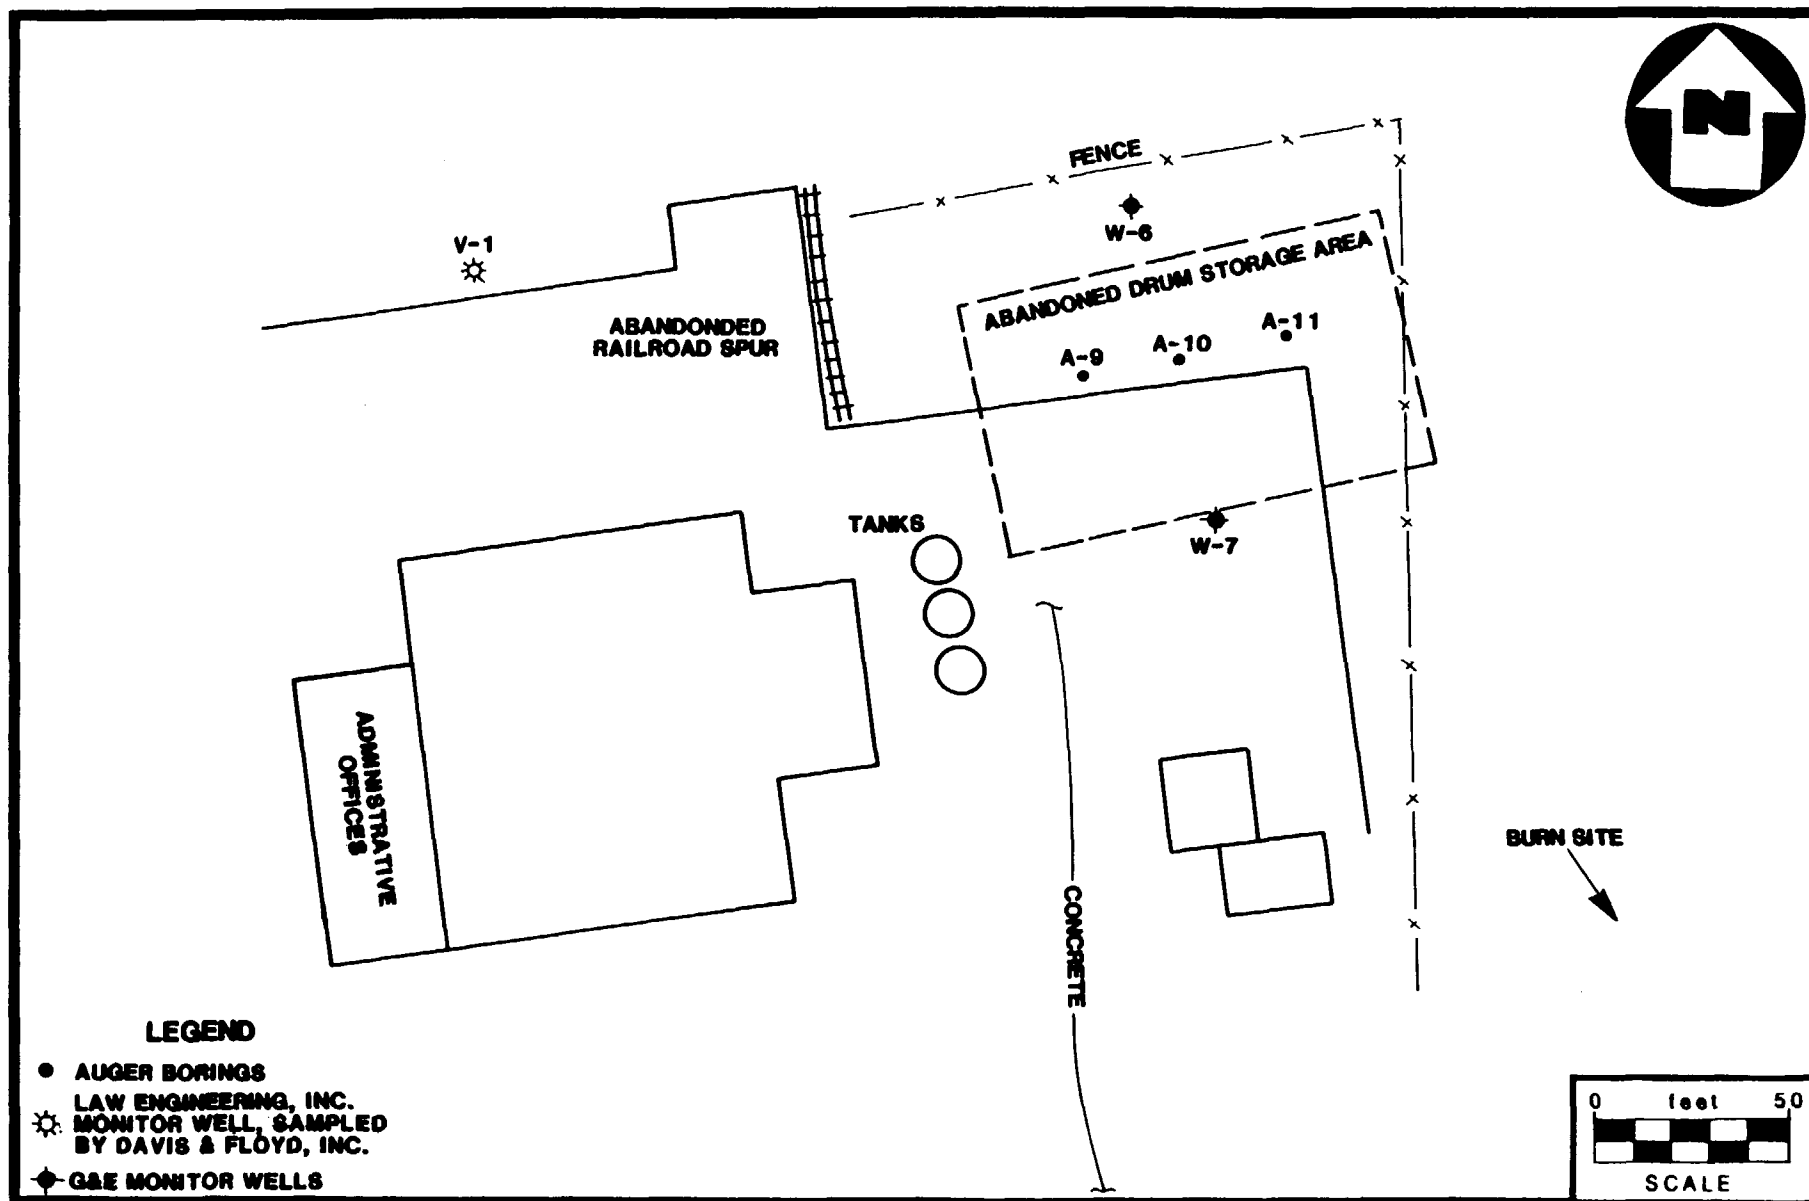 N
FENCE
V-1
W-6
ABANDONED DRUM STORAGE AREA
ABANDONDED
RAILROAD SPUR
A-9
A-10
A-11
TANKS
W-7
ADMINISTRATIVE
OFFICES
BURN SITE
CONCRETE
LEGEND
AUGER BORINGS
LAW ENGINEERING, INC.
MONITOR WELL, SAMPLED
BY DAVIS & FLOYD, INC.
G&E MONITOR WELLS
0 feet 50
SCALE